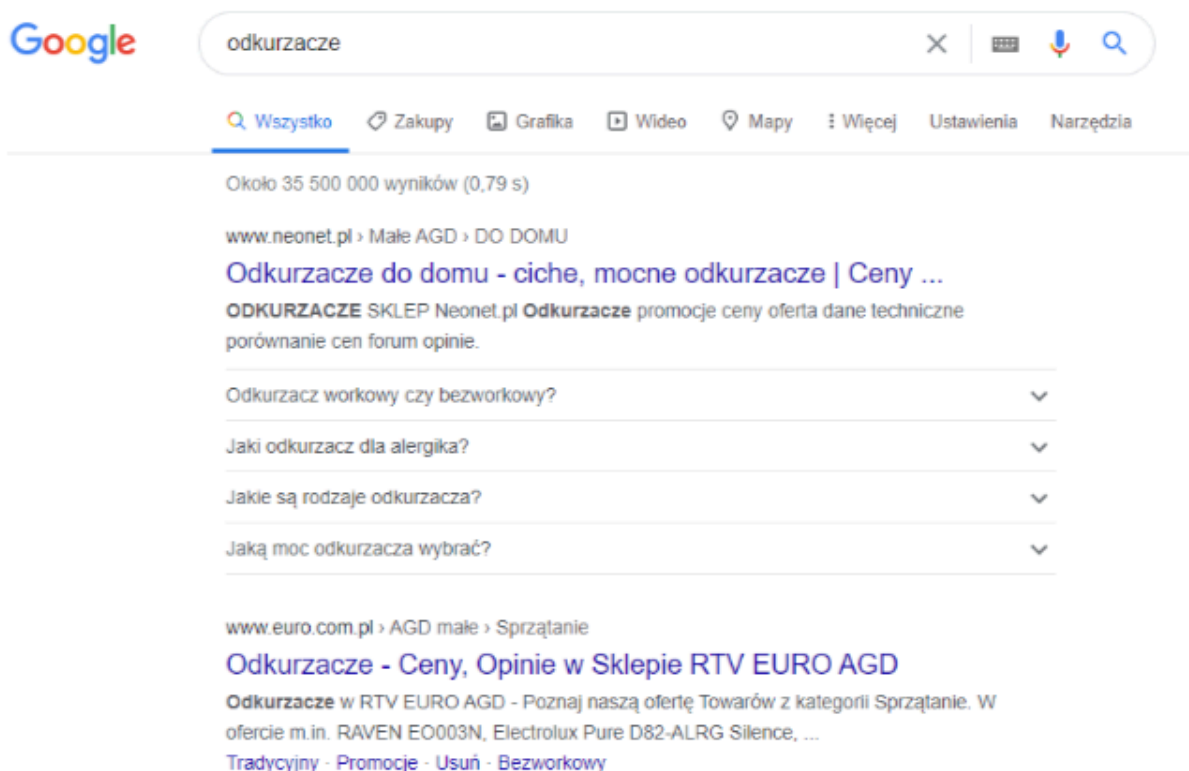 Google
odkurzacze
Wszystko Zakupy Grafika Wideo Mapy Więcej Ustawienia Narzędzia
Około 35 500 000 wyników (0,79 s)
www.neonet.pl › Małe AGD › DO DOMU
Odkurzacze do domu - ciche, mocne odkurzacze | Ceny ...
ODKURZACZE SKLEP Neonet.pl Odkurzacze promocje ceny oferta dane techniczne
porównanie cen forum opinie.
Odkurzacz workowy czy bezworkowy?
Jaki odkurzacz dla alergika?
Jakie są rodzaje odkurzacza?
Jaką moc odkurzacza wybrać?
www.euro.com.pl › AGD małe › Sprzątanie
Odkurzacze - Ceny, Opinie w Sklepie RTV EURO AGD
Odkurzacze w RTV EURO AGD - Poznaj naszą ofertę Towarów z kategorii Sprzątanie. W
ofercie m.in. RAVEN EO003N, Electrolux Pure D82-ALRG Silence, ...
Tradycyjny - Promocje - Usuń - Bezworkowy